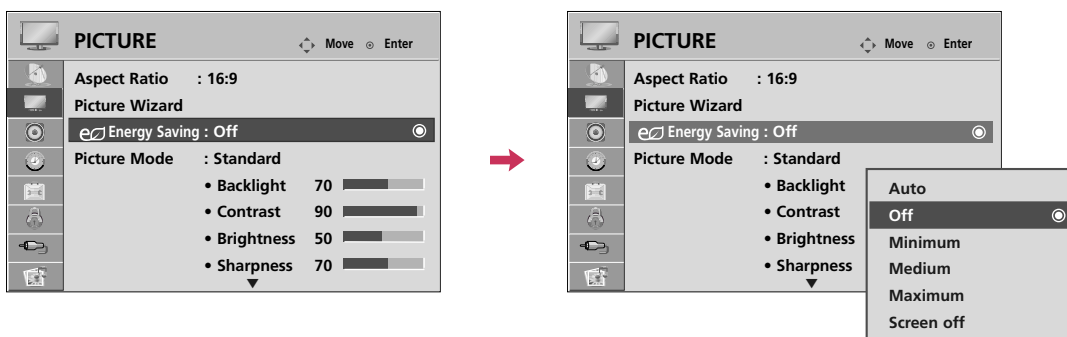 PICTURE
Move Enter
Aspect Ratio : 16:9
Picture Wizard
Energy Saving : Off
Picture Mode : Standard
• Backlight 70
• Contrast 90
• Brightness 50
• Sharpness 70
PICTURE
Move Enter
Aspect Ratio : 16:9
Picture Wizard
Energy Saving : Off
Picture Mode : Standard
• Backlight
• Contrast
• Brightness
• Sharpness
Auto
Off
Minimum
Medium
Maximum
Screen off